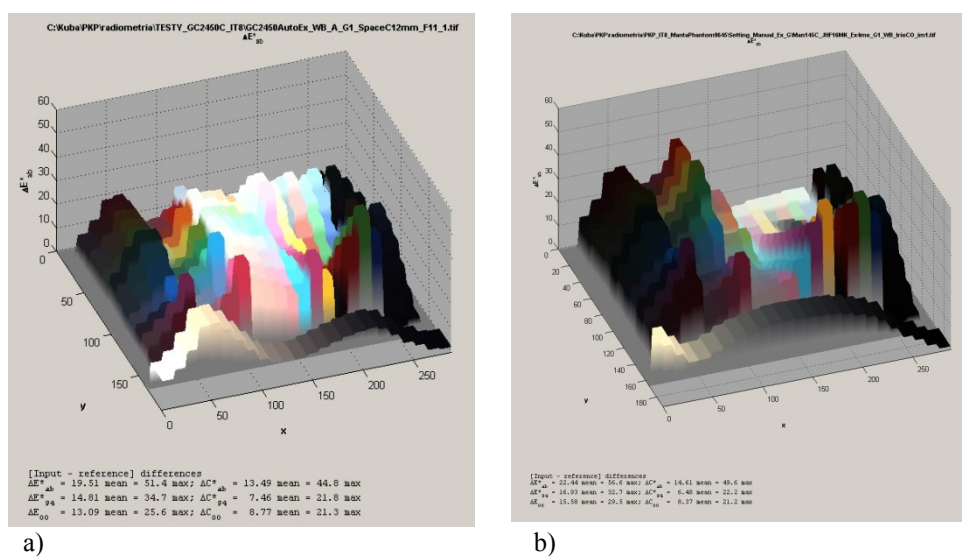 C:\Kuba\PKP\radiometria\TESTY_GC2450C_IT8\GC2450AutoEx_WB_A_G1_SpaceC12mm_F11_1.tif
ΔE*ab
60
50
40
30
20
10
0
ΔE*ab
0
50
100
150
y
0
50
100
150
200
250
x
[Input - reference] differences
ΔE*ab = 19.51 mean = 51.4 max; ΔC*ab = 13.49 mean = 44.8 max
ΔE*94 = 14.81 mean = 34.7 max; ΔC*94 = 7.46 mean = 21.8 max
ΔE00 = 13.09 mean = 25.6 max; ΔC00 = 8.77 mean = 21.3 max
a)
ΔE*ab
60
50
40
30
20
10
0
ΔE*ab
0
20
40
60
80
100
120
140
160
180
y
0
50
100
150
200
250
x
[Input - reference] differences
ΔE*ab = 22.44 mean = 56.6 max; ΔC*ab = 14.61 mean = 49.6 max
ΔE*94 = 16.93 mean = 32.7 max; ΔC*94 = 6.48 mean = 22.2 max
ΔE00 = 15.58 mean = 29.5 max; ΔC00 = 8.37 mean = 21.2 max
b)